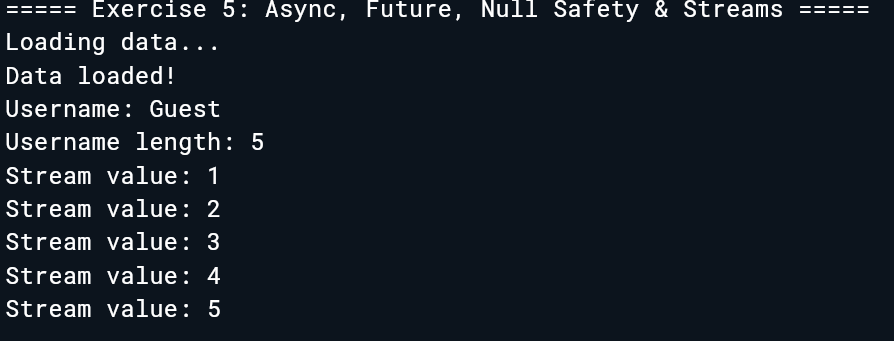 ===== Exercise 5: Async, Future, Null Safety & Streams =====
Loading data...
Data loaded!
Username: Guest
Username length: 5
Stream value: 1
Stream value: 2
Stream value: 3
Stream value: 4
Stream value: 5